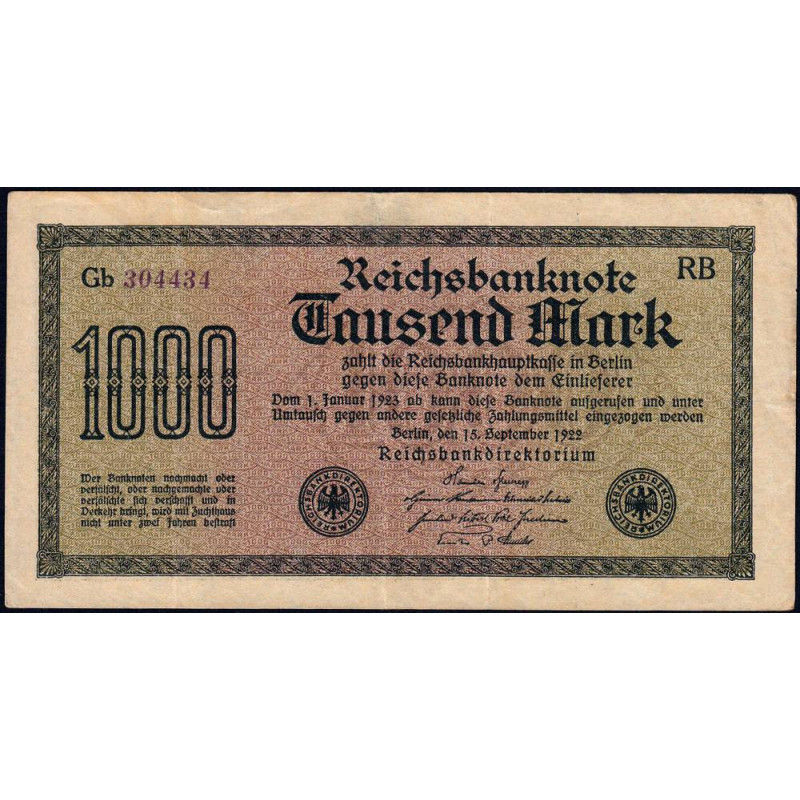 Gb 304434
RB
1000
Reichsbanknote
Tausend Mark
zahlt die Reichsbankhauptkasse in Berlin
gegen diese Banknote dem Einlieferer
Vom 1. Januar 1923 ab kann diese Banknote aufgerufen und unter
Umtausch gegen andere gesetzliche Zahlungsmittel eingezogen werden
Berlin, den 15. September 1922
Reichsbankdirektorium
Wer Banknoten nachmacht oder
verfälscht, oder nachgemachte oder
verfälschte sich verschafft und in
Verkehr bringt, wird mit Zuchthaus
nicht unter zwei Jahren bestraft
REICHSBANKDIREKTORIUM
REICHSBANKDIREKTORIUM